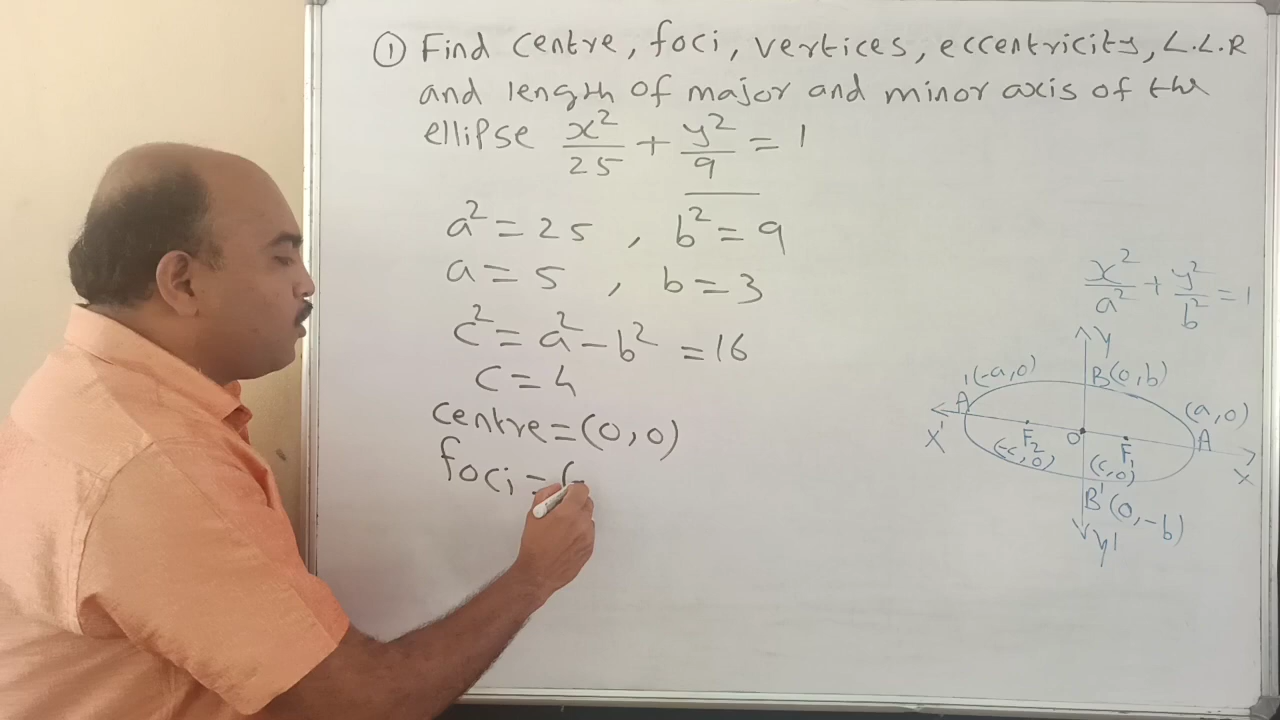 ① Find centre, foci, vertices, eccentricity, L.L.R
and length of major and minor axis of the
ellipse x²/25 + y²/9 = 1
a² = 25 , b² = 9
a = 5 , b = 3
c² = a² - b² = 16
c = 4
centre = (0,0)
foci = (
x²/a² + y²/b² = 1
Y
(-a,0) B(0,b)
A' (a,0)
X' F₂ O F₁ A
(-c,0) (c,0) X
B'(0,-b)
Y'